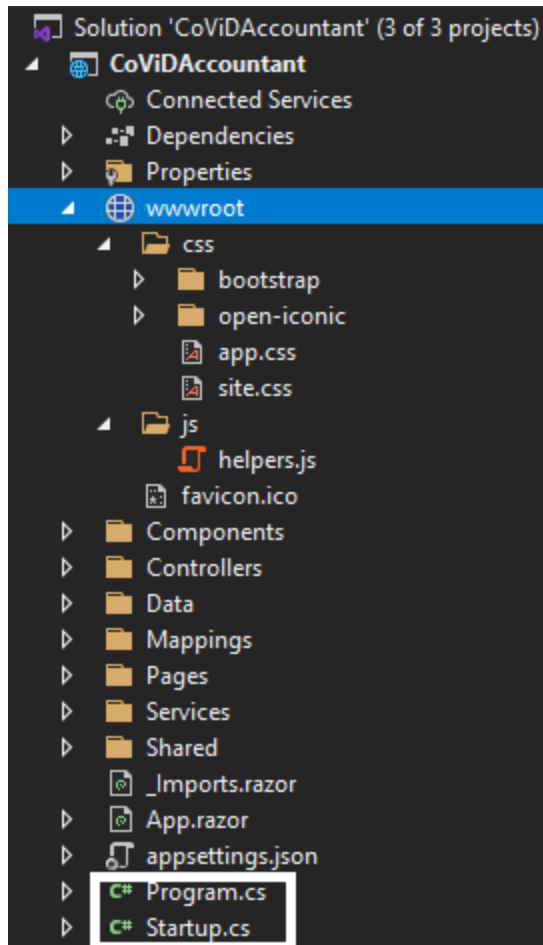 Solution 'CoViDAccountant' (3 of 3 projects)
CoViDAccountant
Connected Services
Dependencies
Properties
wwwroot
css
bootstrap
open-iconic
app.css
site.css
js
helpers.js
favicon.ico
Components
Controllers
Data
Mappings
Pages
Services
Shared
_Imports.razor
App.razor
appsettings.json
C# Program.cs
C# Startup.cs